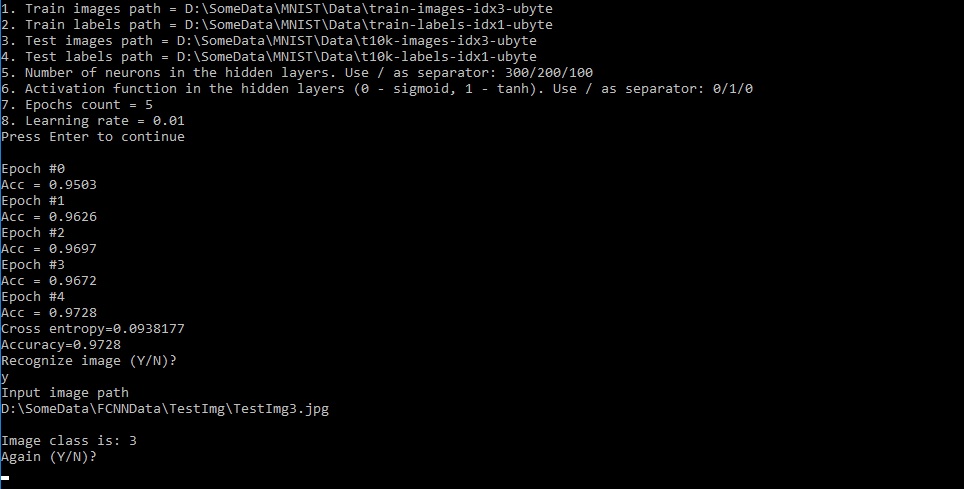 1. Train images path = D:\SomeData\MNIST\Data\train-images-idx3-ubyte
2. Train labels path = D:\SomeData\MNIST\Data\train-labels-idx1-ubyte
3. Test images path = D:\SomeData\MNIST\Data\t10k-images-idx3-ubyte
4. Test labels path = D:\SomeData\MNIST\Data\t10k-labels-idx1-ubyte
5. Number of neurons in the hidden layers. Use / as separator: 300/200/100
6. Activation function in the hidden layers (0 - sigmoid, 1 - tanh). Use / as separator: 0/1/0
7. Epochs count = 5
8. Learning rate = 0.01
Press Enter to continue
Epoch #0
Acc = 0.9503
Epoch #1
Acc = 0.9626
Epoch #2
Acc = 0.9697
Epoch #3
Acc = 0.9672
Epoch #4
Acc = 0.9728
Cross entropy=0.0938177
Accuracy=0.9728
Recognize image (Y/N)?
y
Input image path
D:\SomeData\FCNNData\TestImg\TestImg3.jpg
Image class is: 3
Again (Y/N)?